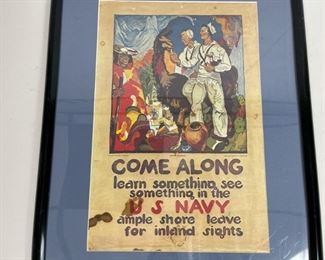 COME ALONG
learn something, see
something in the
U S NAVY
ample shore leave
for inland sights